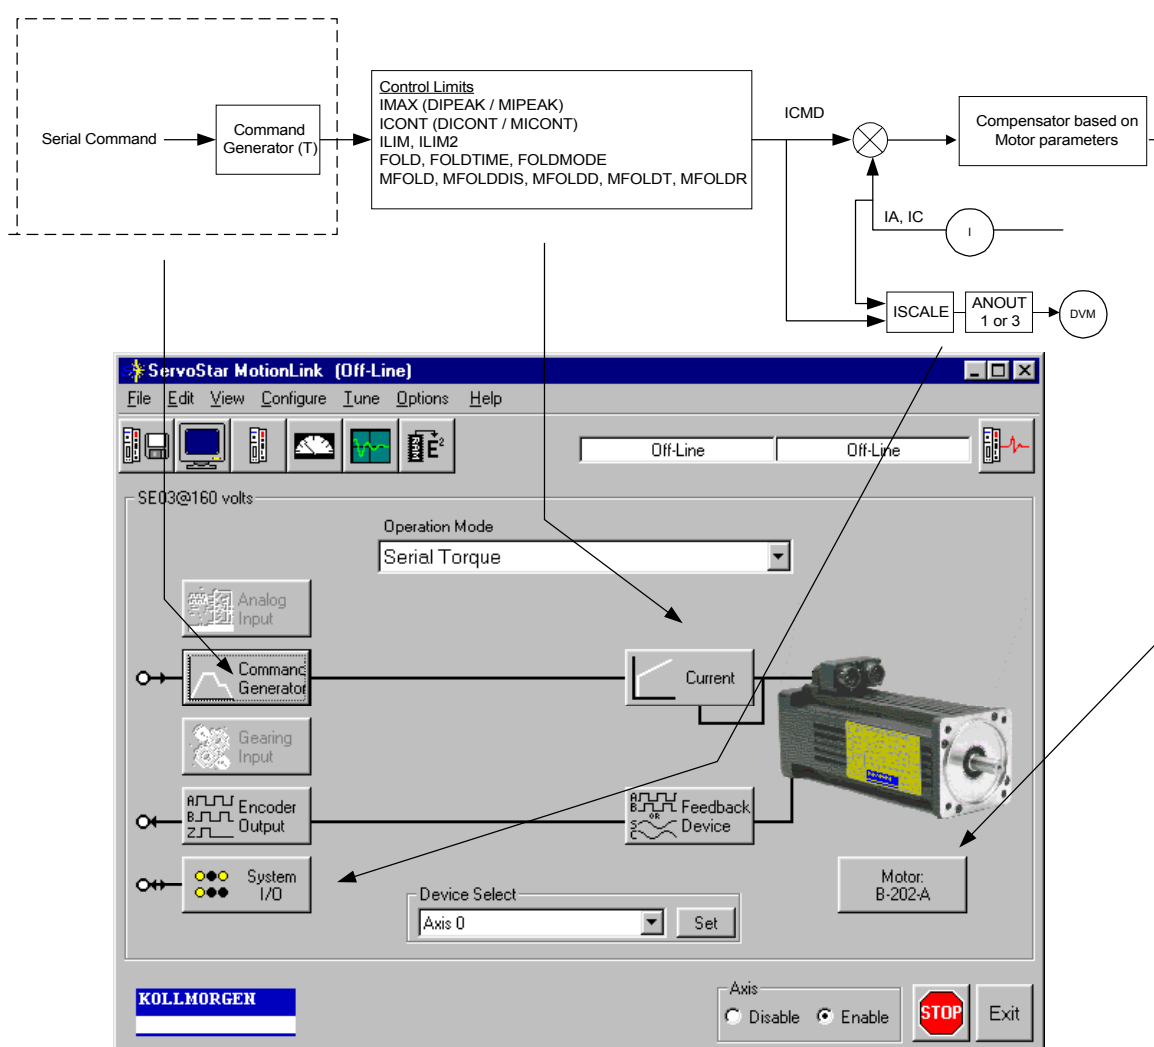 Serial Command
Command
Generator (T)
Control Limits
IMAX (DIPEAK / MIPEAK)
ICONT (DICONT / MICONT)
ILIM, ILIM2
FOLD, FOLDTIME, FOLDMODE
MFOLD, MFOLDDIS, MFOLDD, MFOLDT, MFOLDR
ICMD
Compensator based on
Motor parameters
IA, IC
I
ISCALE
ANOUT
1 or 3
DVM
ServoStar MotionLink (Off-Line)
File Edit View Configure Tune Options Help
RAM E²
Off-Line
Off-Line
SE03@160 volts
Operation Mode
Serial Torque
Analog
Input
Command
Generator
Current
Gearing
Input
A
B
Z
Encoder
Output
A
B
OR
S
C
Feedback
Device
System
I/O
Motor:
B-202-A
Device Select
Axis 0
Set
KOLLMORGEN
Axis
Disable
Enable
STOP
Exit